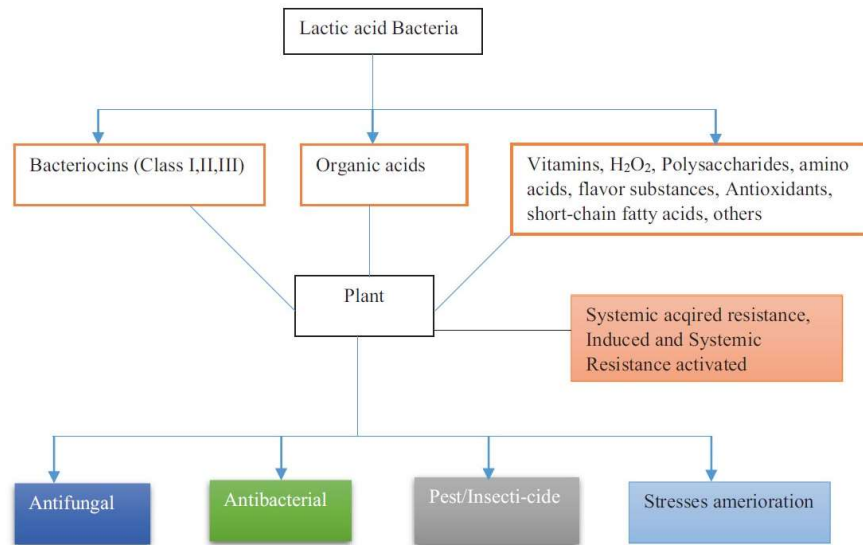 Lactic acid Bacteria
Bacteriocins (Class I,II,III)
Organic acids
Vitamins, H₂O₂, Polysaccharides, amino
acids, flavor substances, Antioxidants,
short-chain fatty acids, others
Plant
Systemic acqired resistance,
Induced and Systemic
Resistance activated
Antifungal
Antibacterial
Pest/Insecti-cide
Stresses amerioration